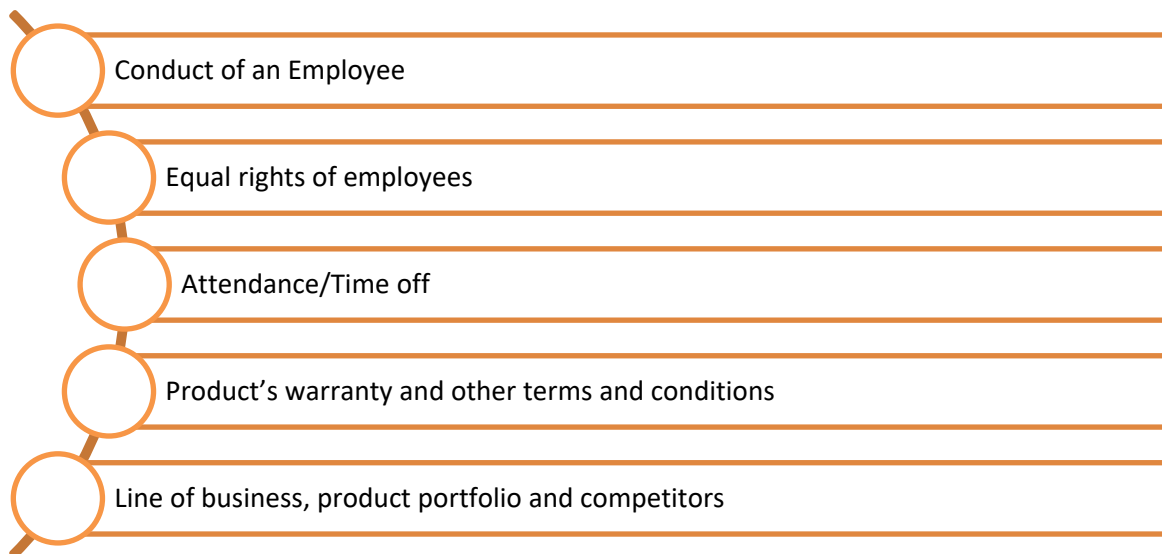 Conduct of an Employee
Equal rights of employees
Attendance/Time off
Product’s warranty and other terms and conditions
Line of business, product portfolio and competitors